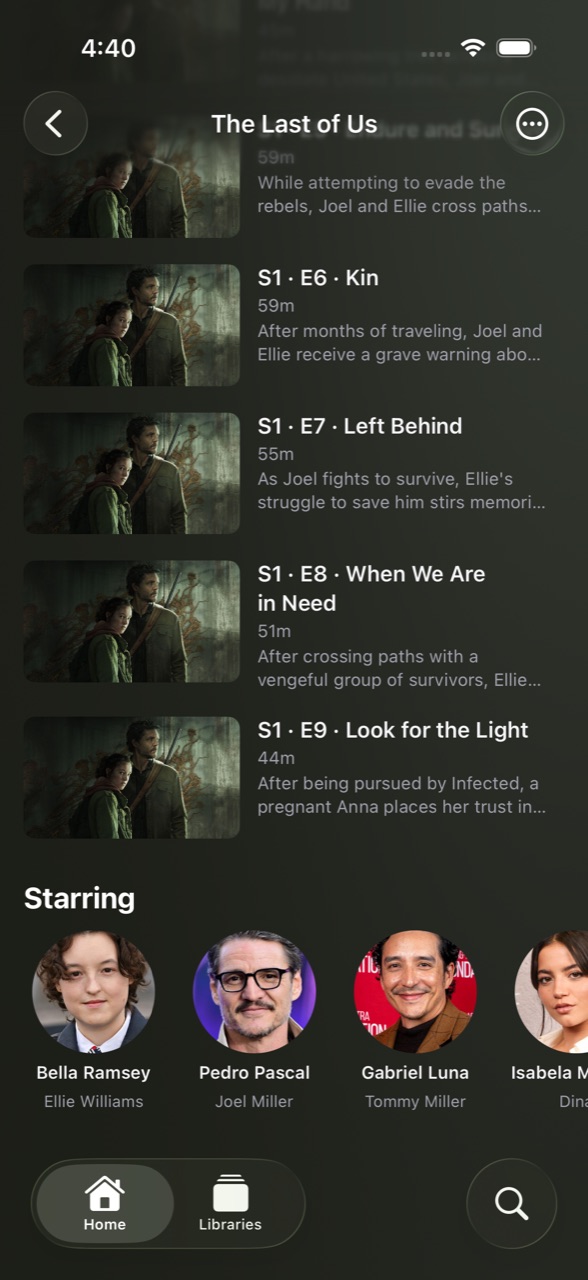 4:40
The Last of Us
59m
While attempting to evade the
rebels, Joel and Ellie cross paths...
S1 · E6 · Kin
59m
After months of traveling, Joel and
Ellie receive a grave warning abo...
S1 · E7 · Left Behind
55m
As Joel fights to survive, Ellie's
struggle to save him stirs memori...
S1 · E8 · When We Are
in Need
51m
After crossing paths with a
vengeful group of survivors, Ellie...
S1 · E9 · Look for the Light
44m
After being pursued by Infected, a
pregnant Anna places her trust in...
Starring
Bella Ramsey
Pedro Pascal
Gabriel Luna
Isabela M
Ellie Williams
Joel Miller
Tommy Miller
Dina
Home
Libraries